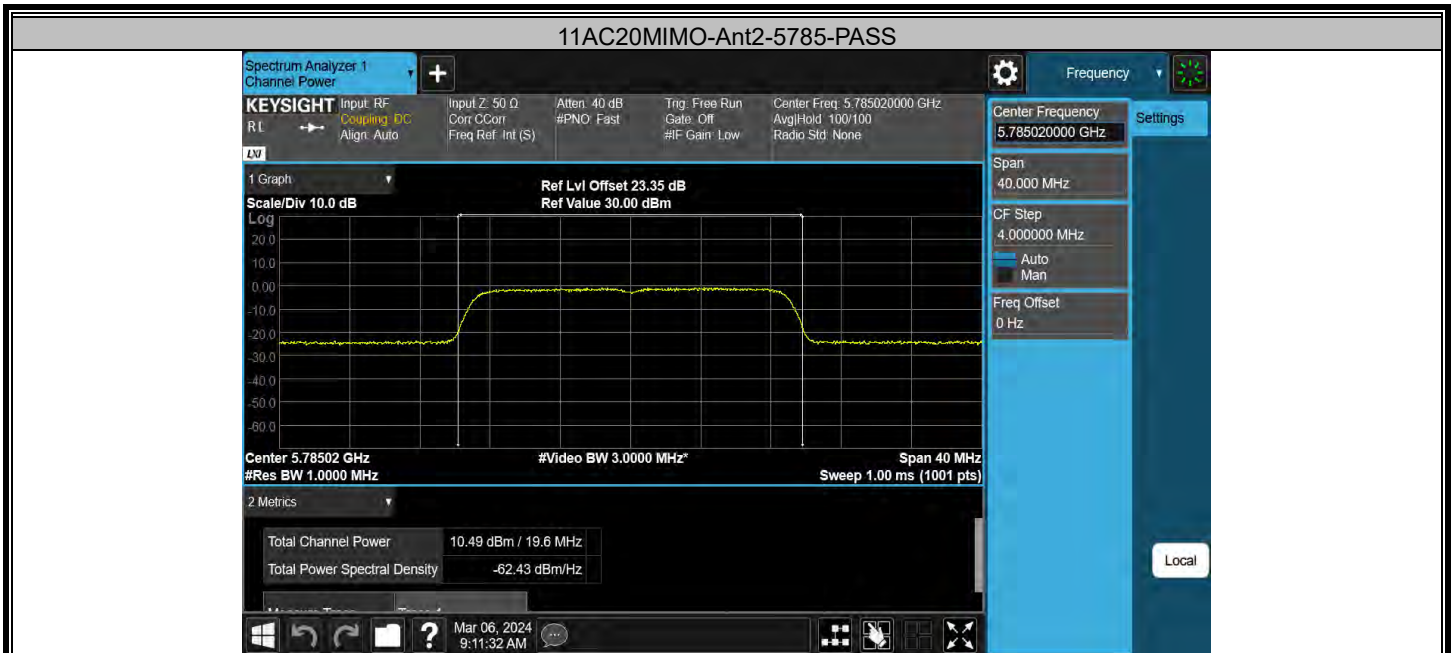 11AC20MIMO-Ant2-5785-PASS
Spectrum Analyzer 1
Channel Power
+
Frequency
KEYSIGHT
RL
LXI
Input: RF
Coupling: DC
Align: Auto
Input Z: 50 Ω
Corr CCorr
Freq Ref: Int (S)
Atten: 40 dB
#PNO: Fast
Trig: Free Run
Gate: Off
#IF Gain: Low
Center Freq: 5.785020000 GHz
Avg|Hold: 100/100
Radio Std: None
Center Frequency
5.785020000 GHz
Settings
Span
40.000 MHz
CF Step
4.000000 MHz
Auto
Man
Freq Offset
0 Hz
Local
1 Graph
Scale/Div 10.0 dB
Ref Lvl Offset 23.35 dB
Ref Value 30.00 dBm
Log
20.0
10.0
0.00
-10.0
-20.0
-30.0
-40.0
-50.0
-60.0
Center 5.78502 GHz
#Video BW 3.0000 MHz*
Span 40 MHz
#Res BW 1.0000 MHz
Sweep 1.00 ms (1001 pts)
2 Metrics
Total Channel Power 10.49 dBm / 19.6 MHz
Total Power Spectral Density -62.43 dBm/Hz
?
Mar 06, 2024
9:11:32 AM